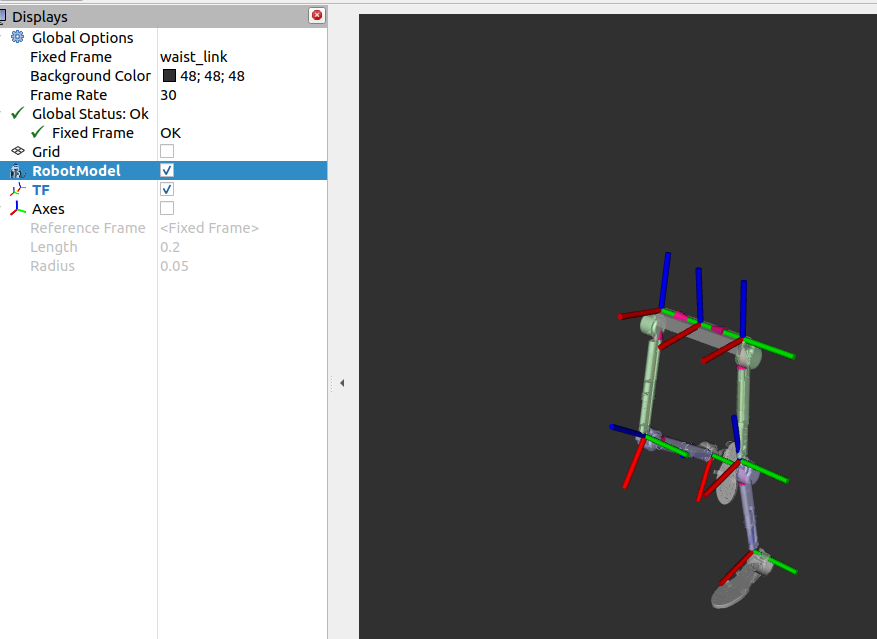 Displays
Global Options
Fixed Frame waist_link
Background Color 48; 48; 48
Frame Rate 30
Global Status: Ok
Fixed Frame OK
Grid
RobotModel
TF
Axes
Reference Frame <Fixed Frame>
Length 0.2
Radius 0.05